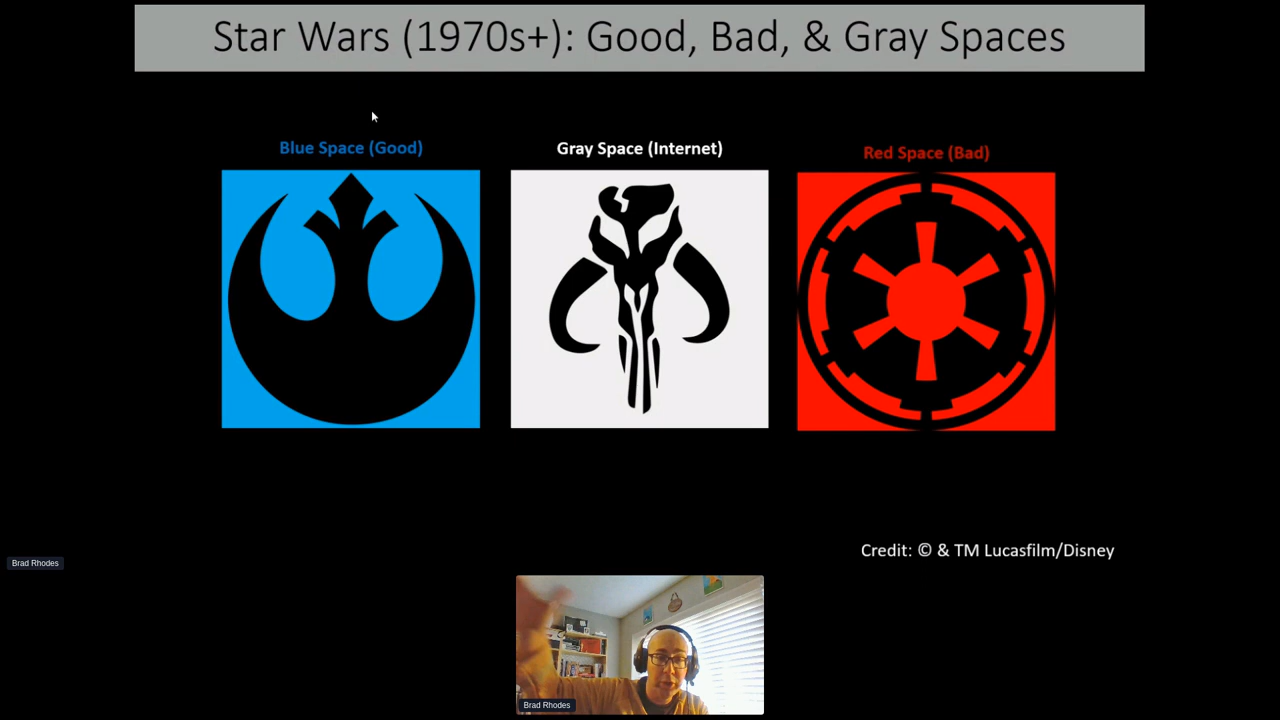 Star Wars (1970s+): Good, Bad, & Gray Spaces
Blue Space (Good)
Gray Space (Internet)
Red Space (Bad)
Credit: © & TM Lucasfilm/Disney
Brad Rhodes
Brad Rhodes